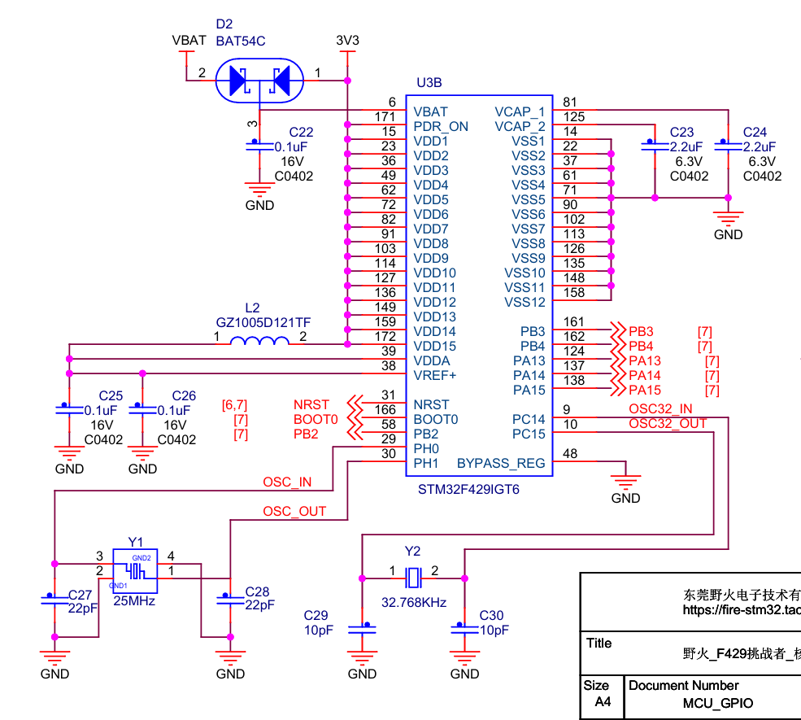 D2
VBAT
BAT54C
3V3
2
1
3
C22
0.1uF
16V
C0402
GND
U3B
6
VBAT
171
PDR_ON
15
VDD1
23
VDD2
36
VDD3
49
VDD4
62
VDD5
72
VDD6
82
VDD7
91
VDD8
103
VDD9
114
VDD10
127
VDD11
136
VDD12
149
VDD13
159
VDD14
172
VDD15
39
VDDA
38
VREF+
31
NRST
166
BOOT0
58
PB2
29
PH0
30
PH1
VCAP_1
81
VCAP_2
125
VSS1
14
VSS2
22
VSS3
37
VSS4
61
VSS5
71
VSS6
90
VSS7
102
VSS8
113
VSS9
126
VSS10
135
VSS11
148
VSS12
158
PB3
161
PB4
162
PA13
124
PA14
137
PA15
138
PC14
9
PC15
10
BYPASS_REG
48
STM32F429IGT6
C23
2.2uF
6.3V
C0402
C24
2.2uF
6.3V
C0402
GND
PB3 [7]
PB4 [7]
PA13 [7]
PA14 [7]
PA15 [7]
OSC32_IN
OSC32_OUT
GND
L2
GZ1005D121TF
1
2
C25
0.1uF
16V
C0402
GND
C26
0.1uF
16V
C0402
GND
[6,7] NRST
[7] BOOT0
[7] PB2
OSC_IN
OSC_OUT
Y1
3
4
2
1
GND2
GND1
25MHz
C27
22pF
GND
C28
22pF
GND
Y2
1
2
32.768KHz
C29
10pF
GND
C30
10pF
GND
东莞野火电子技术有
https://fire-stm32.tao
Title
野火_F429挑战者_
Size
A4
Document Number
MCU_GPIO